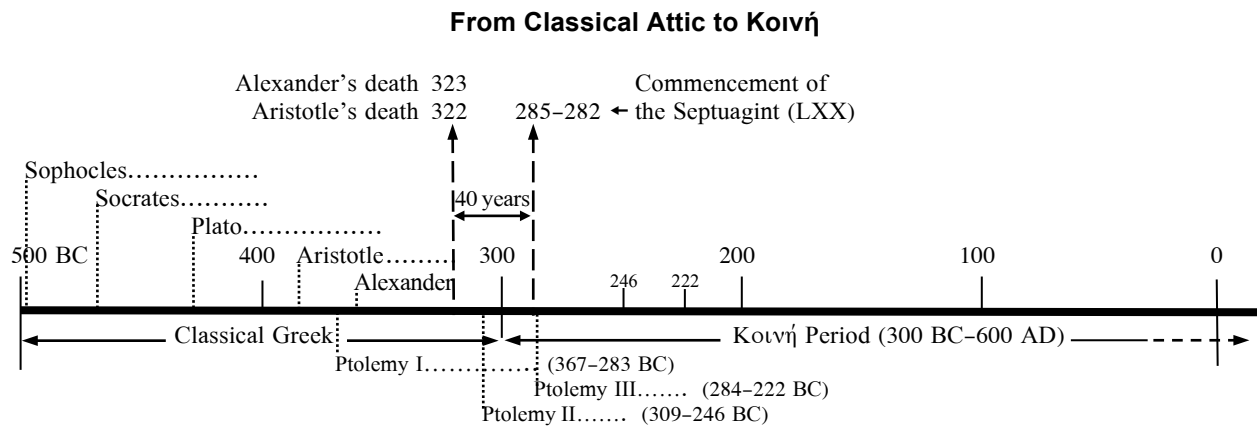 From Classical Attic to Κοινή
Alexander’s death 323
Commencement of
Aristotle’s death 322
285–282 ← the Septuagint (LXX)
Sophocles................
Socrates...........
40 years
Plato.................
500 BC
400
Aristotle.........
300
200
100
0
Alexander
246
222
Classical Greek
Κοινή Period (300 BC–600 AD)
Ptolemy I.............. (367–283 BC)
Ptolemy III....... (284–222 BC)
Ptolemy II....... (309–246 BC)